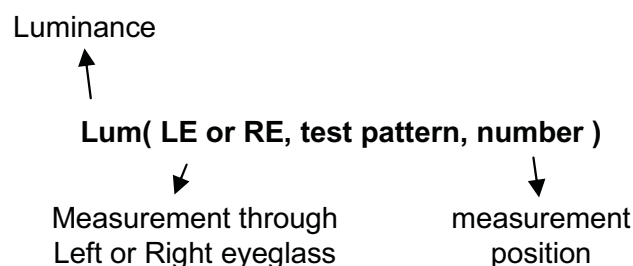 Luminance
Lum( LE or RE, test pattern, number )
Measurement through
Left or Right eyeglass
measurement
position